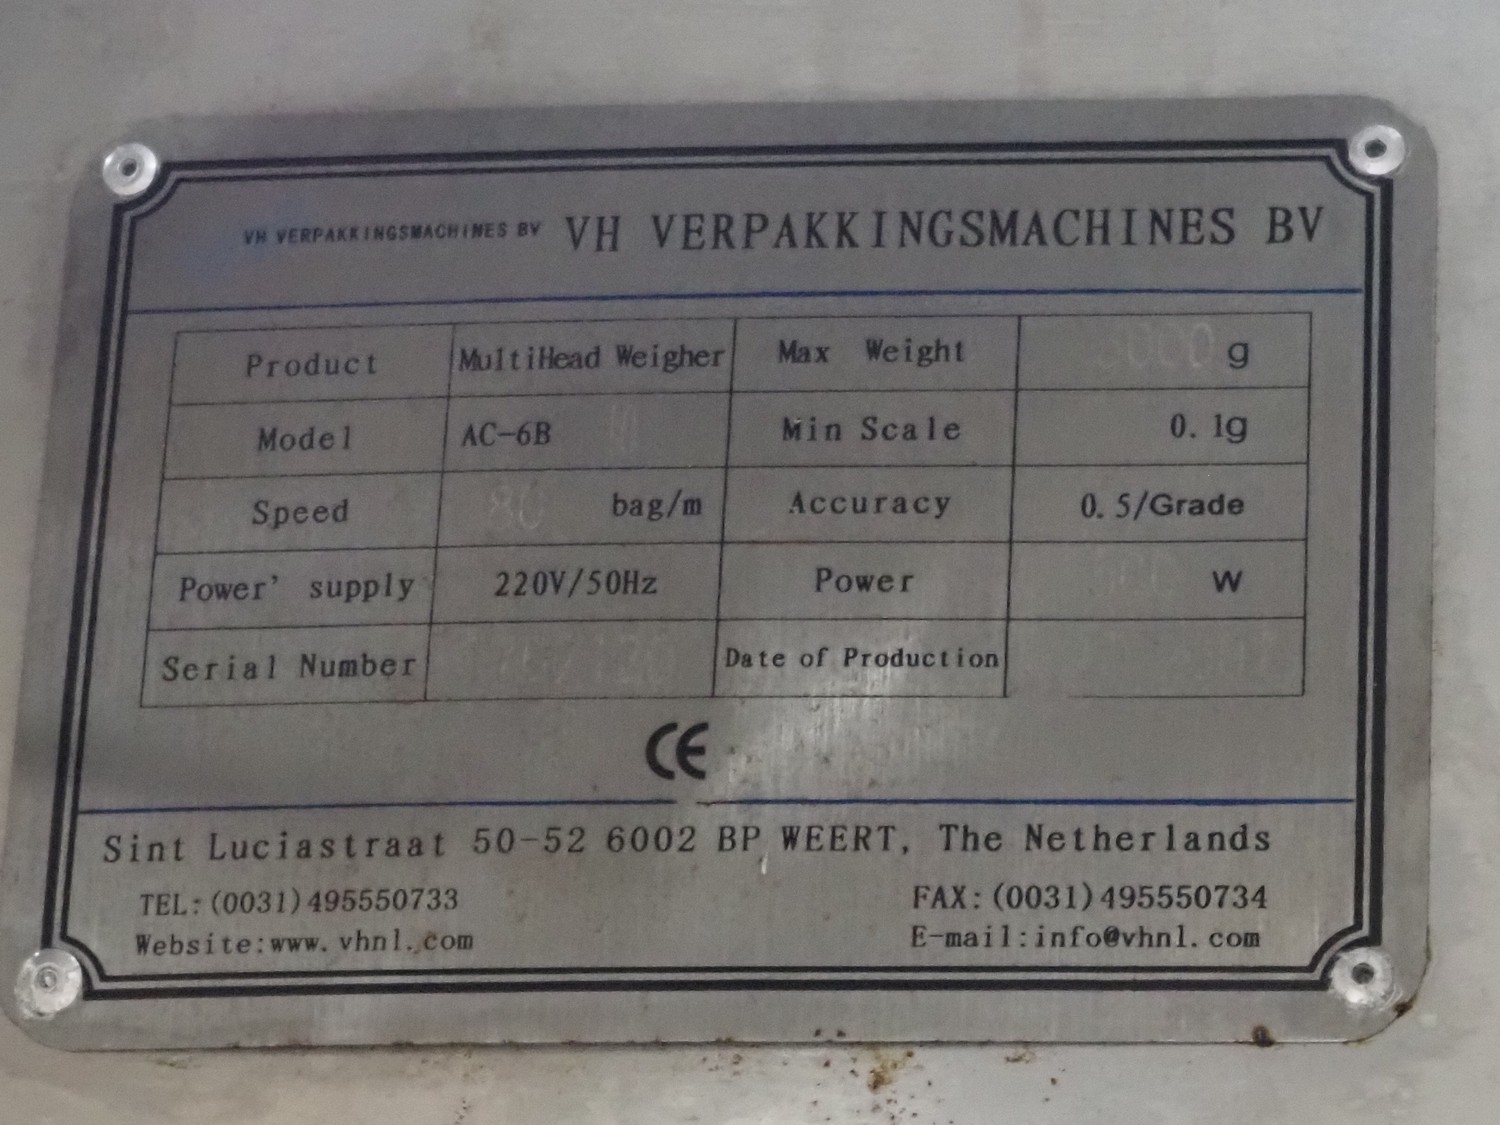 VH VERPAKKINGSMACHINES BV VH VERPAKKINGSMACHINES BV
Product MultiHead Weigher Max Weight g
Model AC-6B Min Scale 0.1g
Speed 80 bag/m Accuracy 0.5/Grade
Power' supply 220V/50Hz Power W
Serial Number Date of Production
CE
Sint Luciastraat 50-52 6002 BP WEERT, The Netherlands
TEL:(0031)495550733 FAX:(0031)495550734
Website:www.vhnl.com E-mail:info@vhnl.com